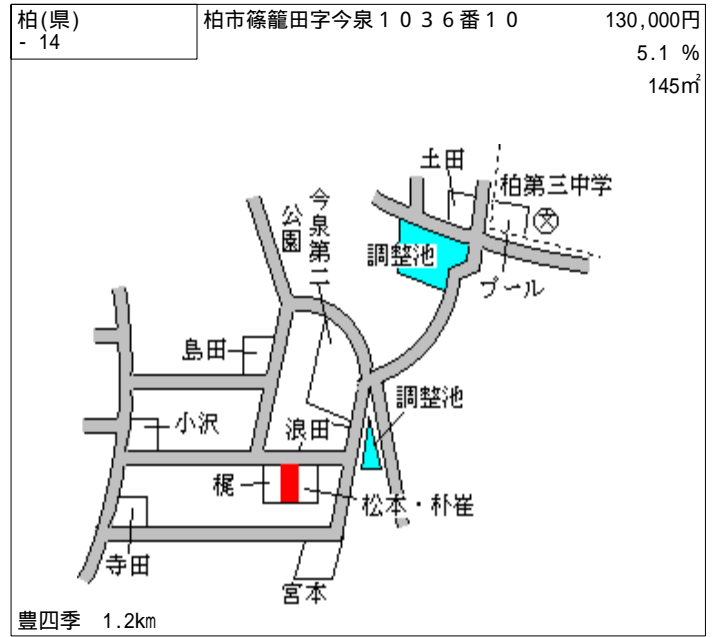 柏(県)
- 14
柏市篠籠田字今泉１０３６番１０
130,000円
5.1 %
145㎡
土田
柏第三中学
文
今泉第二
公園
調整池
プール
島田
調整池
小沢
浪田
梶
松本・朴崔
寺田
宮本
豊四季 1.2km